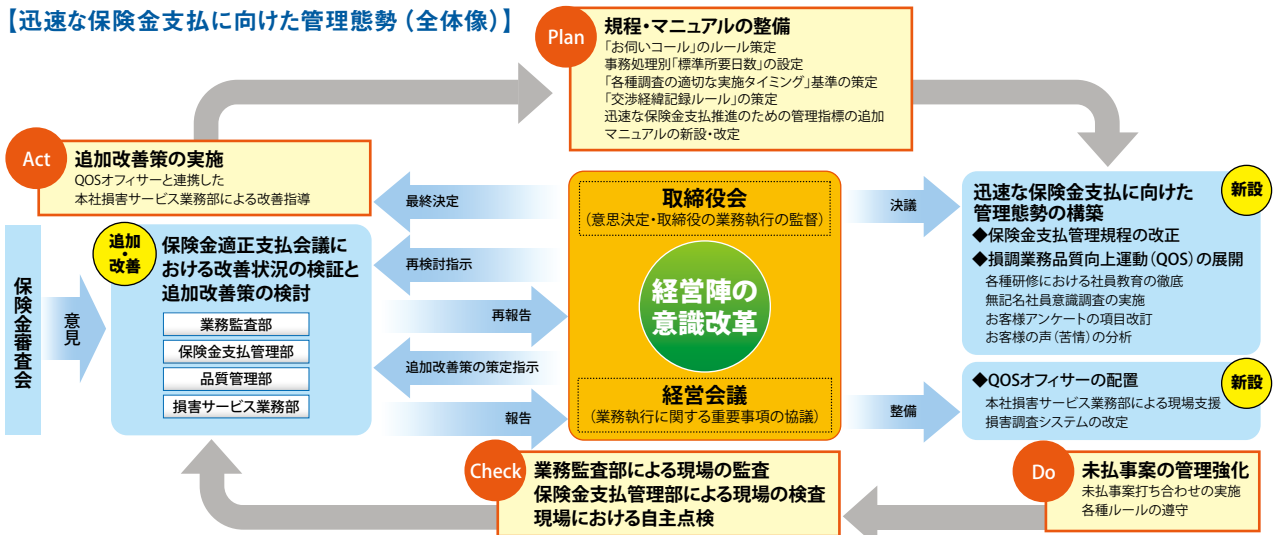 【迅速な保険金支払に向けた管理態勢（全体像）】
Plan
規程・マニュアルの整備
「お伺いコール」のルール策定
事務処理別「標準所要日数」の設定
「各種調査の適切な実施タイミング」基準の策定
「交渉経緯記録ルール」の策定
迅速な保険金支払推進のための管理指標の追加
マニュアルの新設・改定
Act
追加改善策の実施
QOSオフィサーと連携した
本社損害サービス業務部による改善指導
保険金審査会
意見
追加・改善
保険金適正支払会議に
おける改善状況の検証と
追加改善策の検討
業務監査部
保険金支払管理部
品質管理部
損害サービス業務部
最終決定
再検討指示
再報告
追加改善策の策定指示
報告
取締役会
（意思決定・取締役の業務執行の監督）
経営陣の
意識改革
経営会議
（業務執行に関する重要事項の協議）
決議
整備
新設
迅速な保険金支払に向けた
管理態勢の構築
◆保険金支払管理規程の改正
◆損調業務品質向上運動（QOS）の展開
各種研修における社員教育の徹底
無記名社員意識調査の実施
お客様アンケートの項目改訂
お客様の声（苦情）の分析
新設
◆QOSオフィサーの配置
本社損害サービス業務部による現場支援
損害調査システムの改定
Do
未払事案の管理強化
未払事案打ち合わせの実施
各種ルールの遵守
Check
業務監査部による現場の監査
保険金支払管理部による現場の検査
現場における自主点検